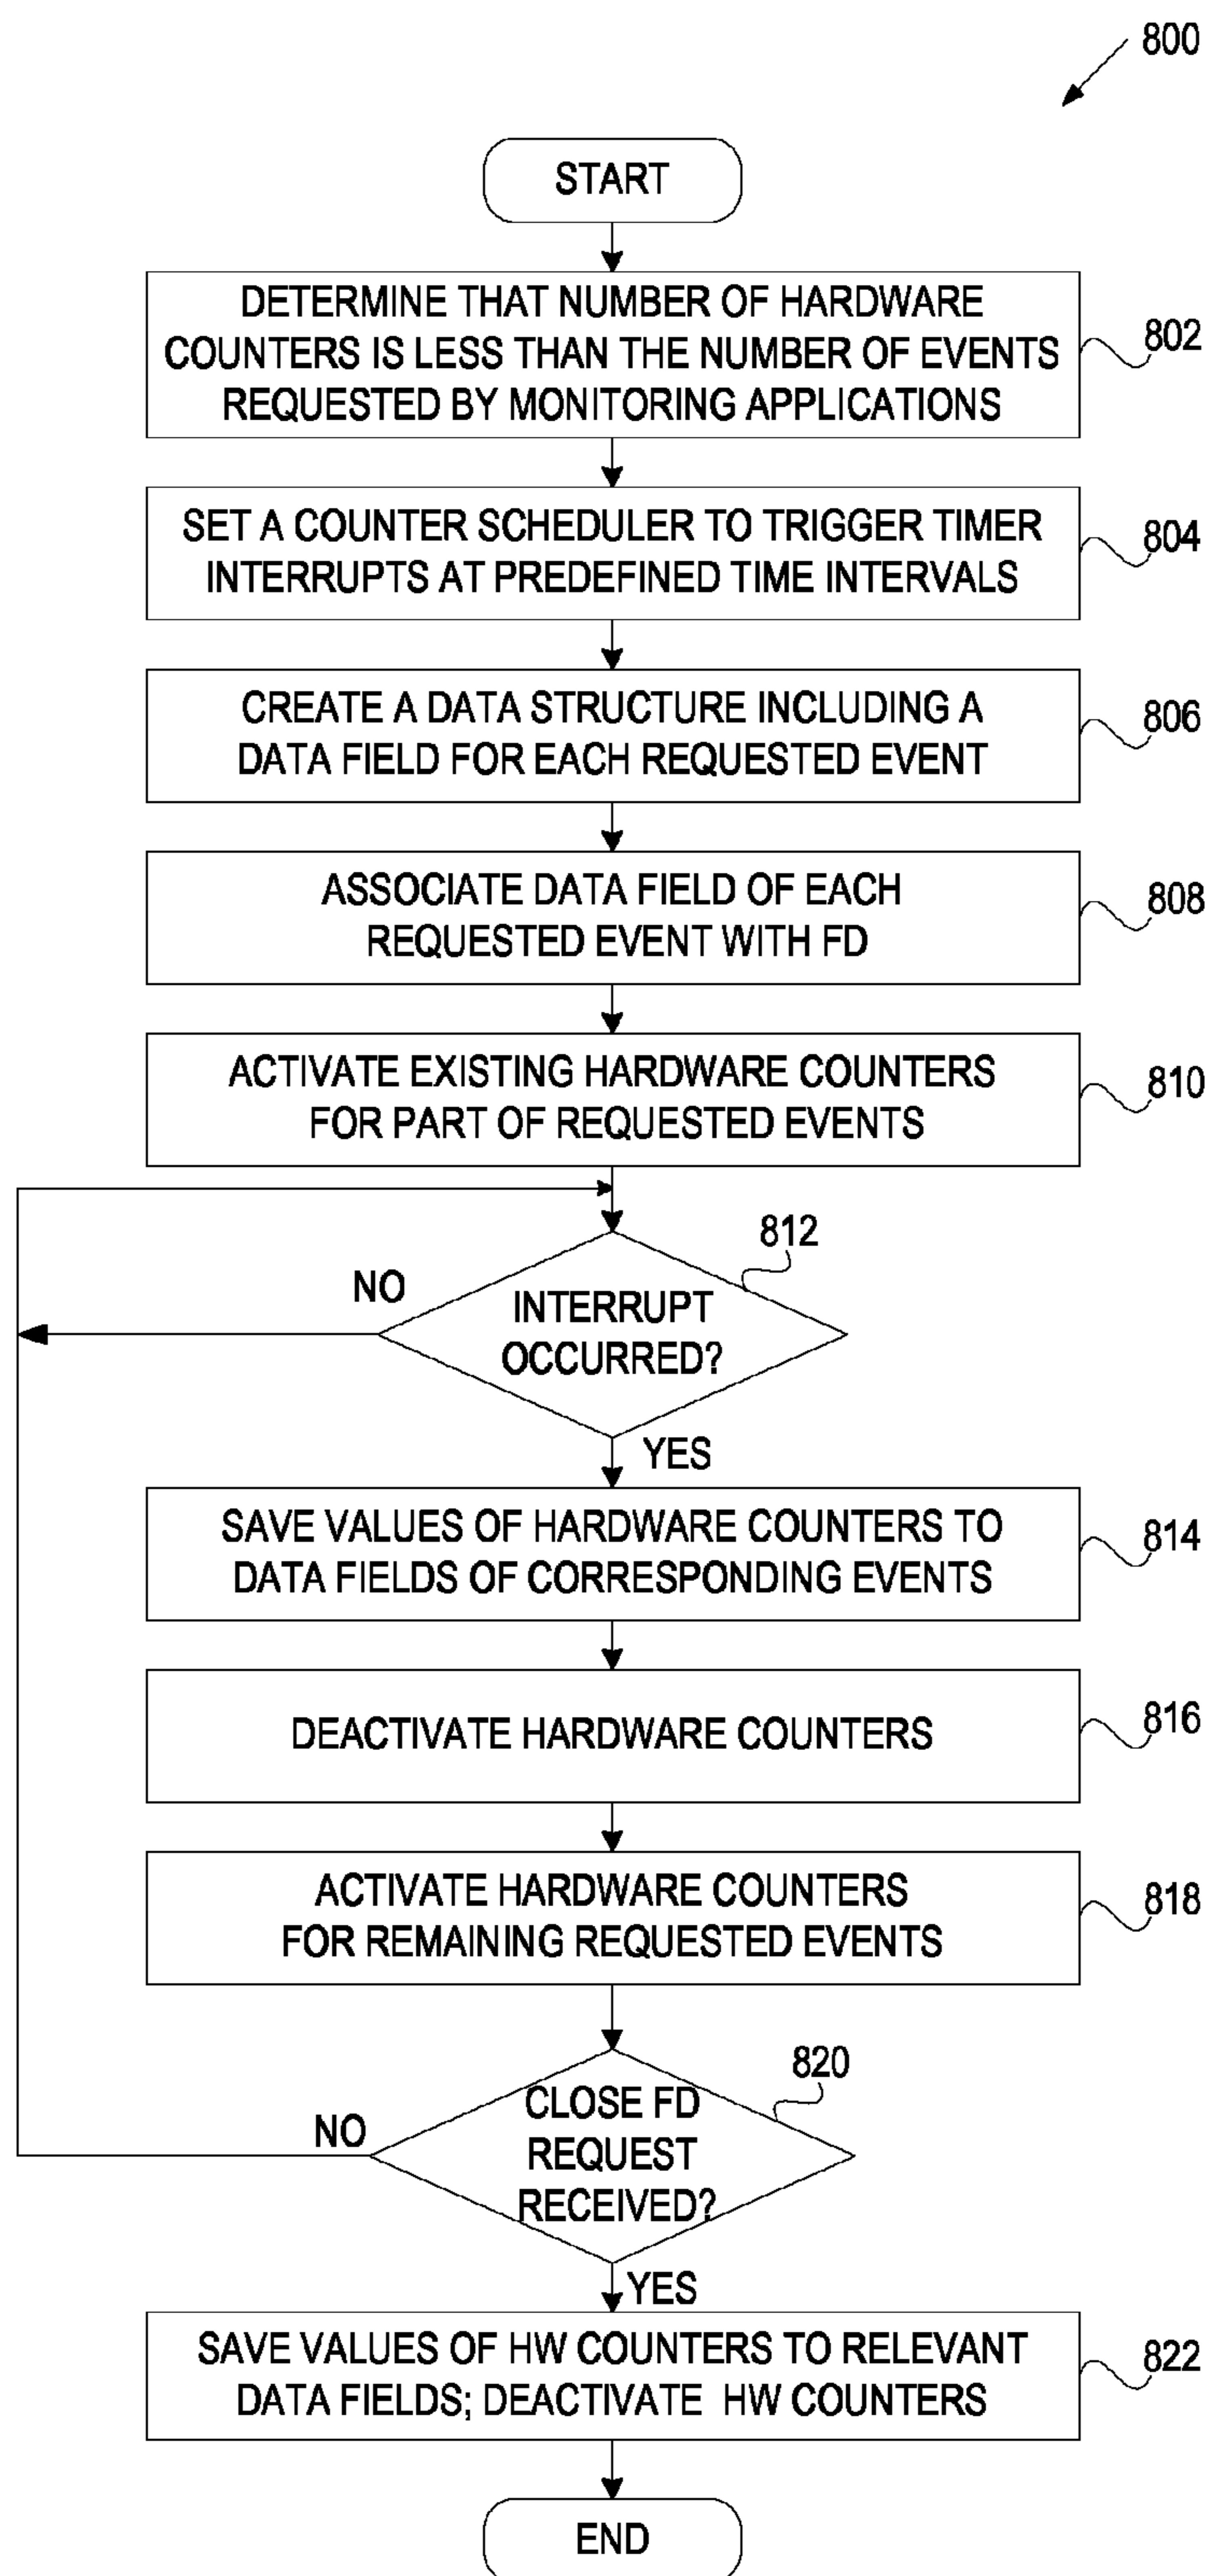 800
START
DETERMINE THAT NUMBER OF HARDWARE
COUNTERS IS LESS THAN THE NUMBER OF EVENTS
REQUESTED BY MONITORING APPLICATIONS
802
SET A COUNTER SCHEDULER TO TRIGGER TIMER
INTERRUPTS AT PREDEFINED TIME INTERVALS
804
CREATE A DATA STRUCTURE INCLUDING A
DATA FIELD FOR EACH REQUESTED EVENT
806
ASSOCIATE DATA FIELD OF EACH
REQUESTED EVENT WITH FD
808
ACTIVATE EXISTING HARDWARE COUNTERS
FOR PART OF REQUESTED EVENTS
810
812
NO
INTERRUPT
OCCURRED?
YES
SAVE VALUES OF HARDWARE COUNTERS TO
DATA FIELDS OF CORRESPONDING EVENTS
814
DEACTIVATE HARDWARE COUNTERS
816
ACTIVATE HARDWARE COUNTERS
FOR REMAINING REQUESTED EVENTS
818
820
NO
CLOSE FD
REQUEST
RECEIVED?
YES
SAVE VALUES OF HW COUNTERS TO RELEVANT
DATA FIELDS; DEACTIVATE HW COUNTERS
822
END